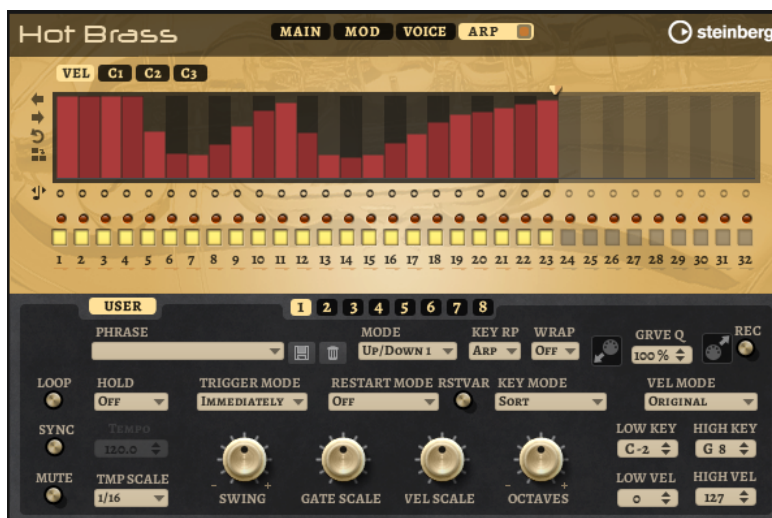 Hot Brass MAIN MOD VOICE ARP steinberg
VEL C1 C2 C3
1 2 3 4 5 6 7 8 9 10 11 12 13 14 15 16 17 18 19 20 21 22 23 24 25 26 27 28 29 30 31 32
USER 1 2 3 4 5 6 7 8
PHRASE MODE KEY RP WRAP GRVE Q REC
UP/DOWN 1 ARP OFF 100 %
LOOP HOLD TRIGGER MODE RESTART MODE RSTVAR KEY MODE VEL MODE
OFF IMMEDIATELY OFF SORT ORIGINAL
SYNC TEMPO LOW KEY HIGH KEY
120.0 C-2 G 8
MUTE TMP SCALE LOW VEL HIGH VEL
1/16 SWING GATE SCALE VEL SCALE - OCTAVES + 0 127